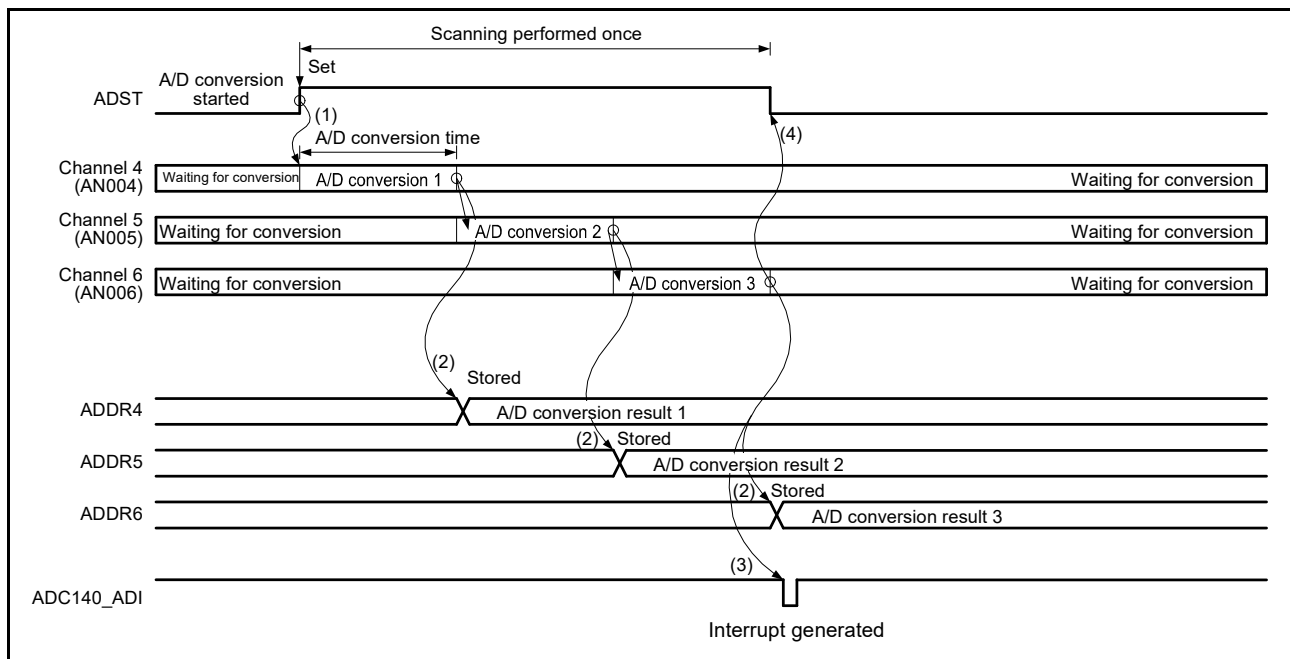 Scanning performed once
Set
A/D conversion
started
ADST
(1)
(4)
A/D conversion time
Channel 4
(AN004)
Waiting for conversion
A/D conversion 1
Waiting for conversion
Channel 5
(AN005)
Waiting for conversion
A/D conversion 2
Waiting for conversion
Channel 6
(AN006)
Waiting for conversion
A/D conversion 3
Waiting for conversion
(2)
Stored
ADDR4
A/D conversion result 1
(2)
Stored
ADDR5
A/D conversion result 2
(2)
Stored
ADDR6
A/D conversion result 3
(3)
ADC140_ADI
Interrupt generated